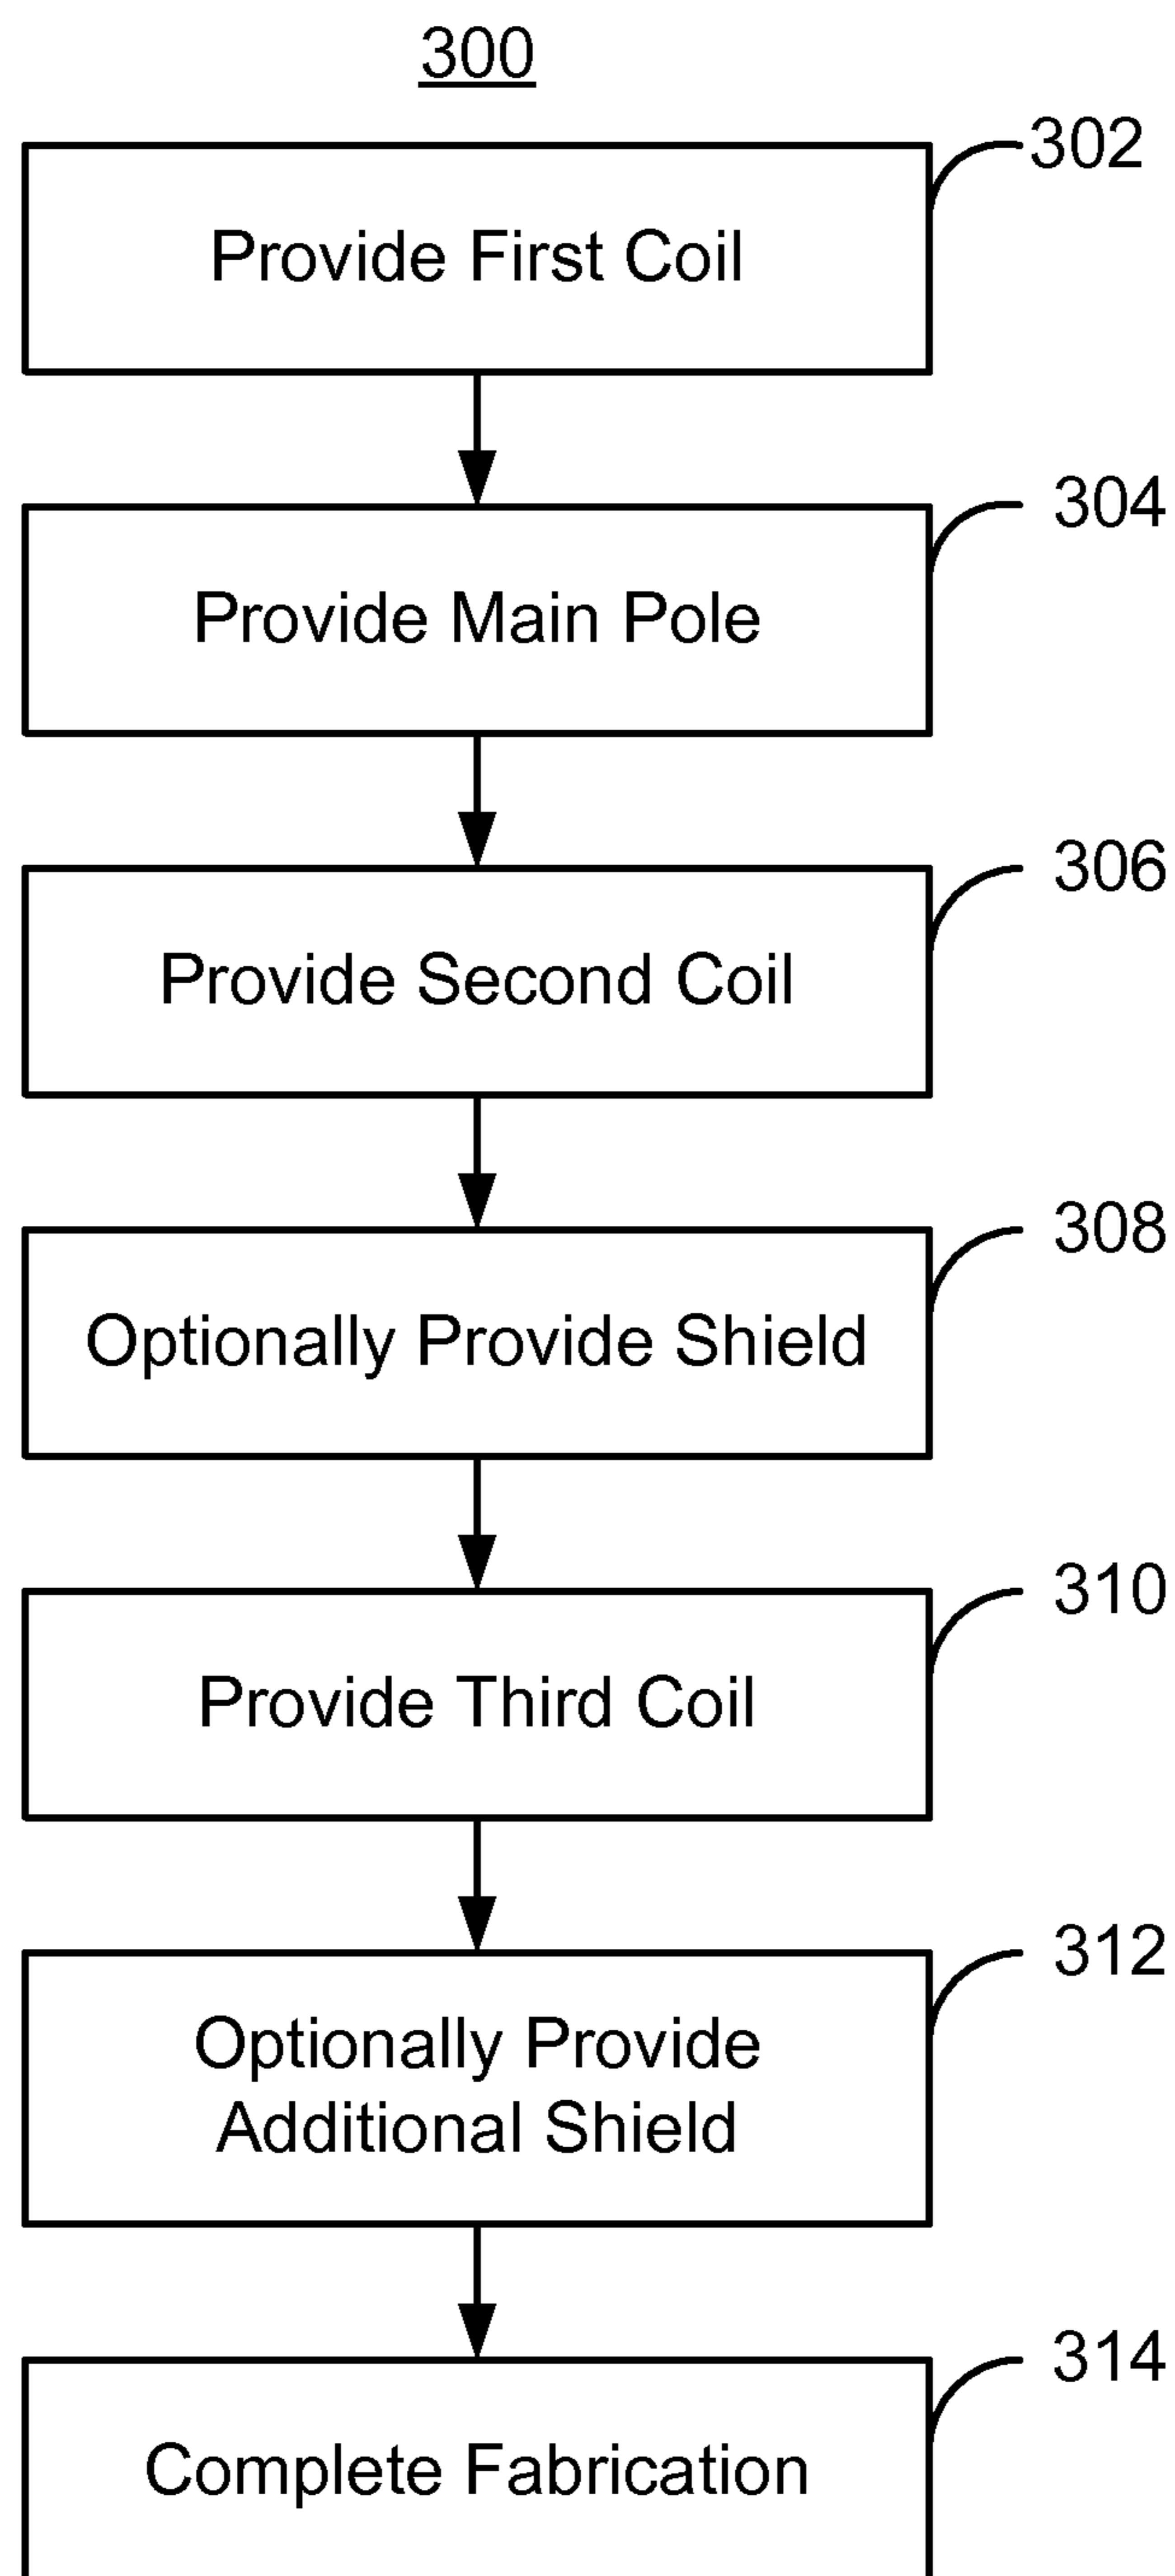 300
302
Provide First Coil
304
Provide Main Pole
306
Provide Second Coil
308
Optionally Provide Shield
310
Provide Third Coil
312
Optionally Provide
Additional Shield
314
Complete Fabrication